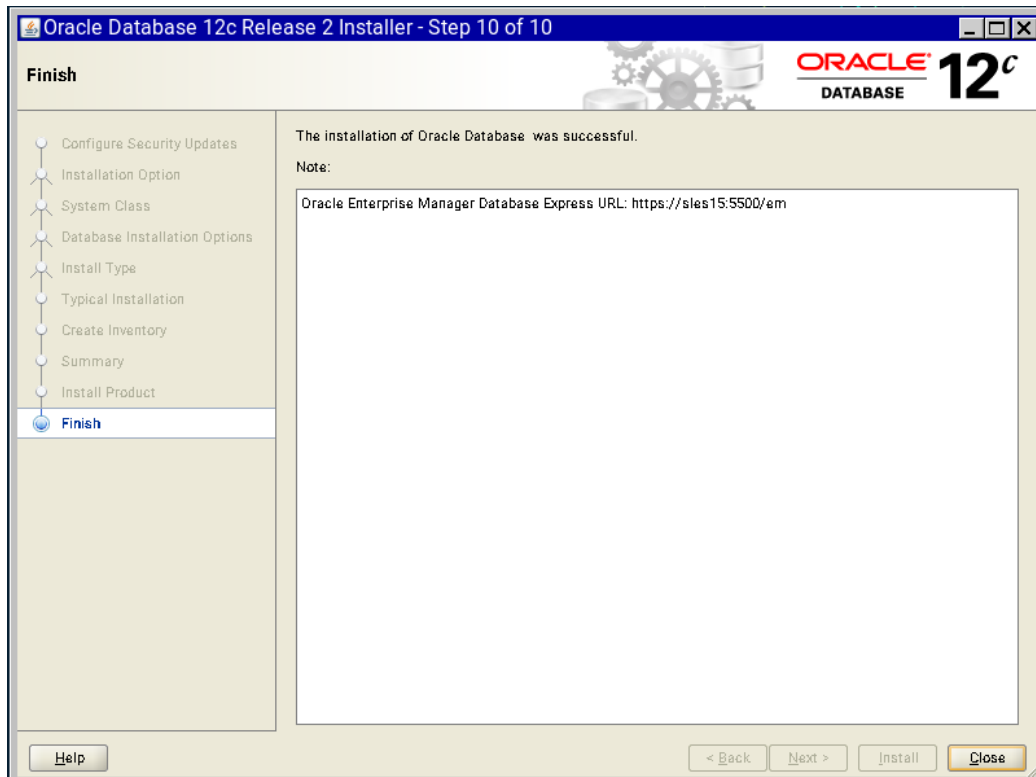 Oracle Database 12c Release 2 Installer - Step 10 of 10
Finish
ORACLE®
DATABASE
12c
Configure Security Updates
Installation Option
System Class
Database Installation Options
Install Type
Typical Installation
Create Inventory
Summary
Install Product
Finish
The installation of Oracle Database was successful.
Note:
Oracle Enterprise Manager Database Express URL: https://sles15:5500/em
Help
< Back
Next >
Install
Close